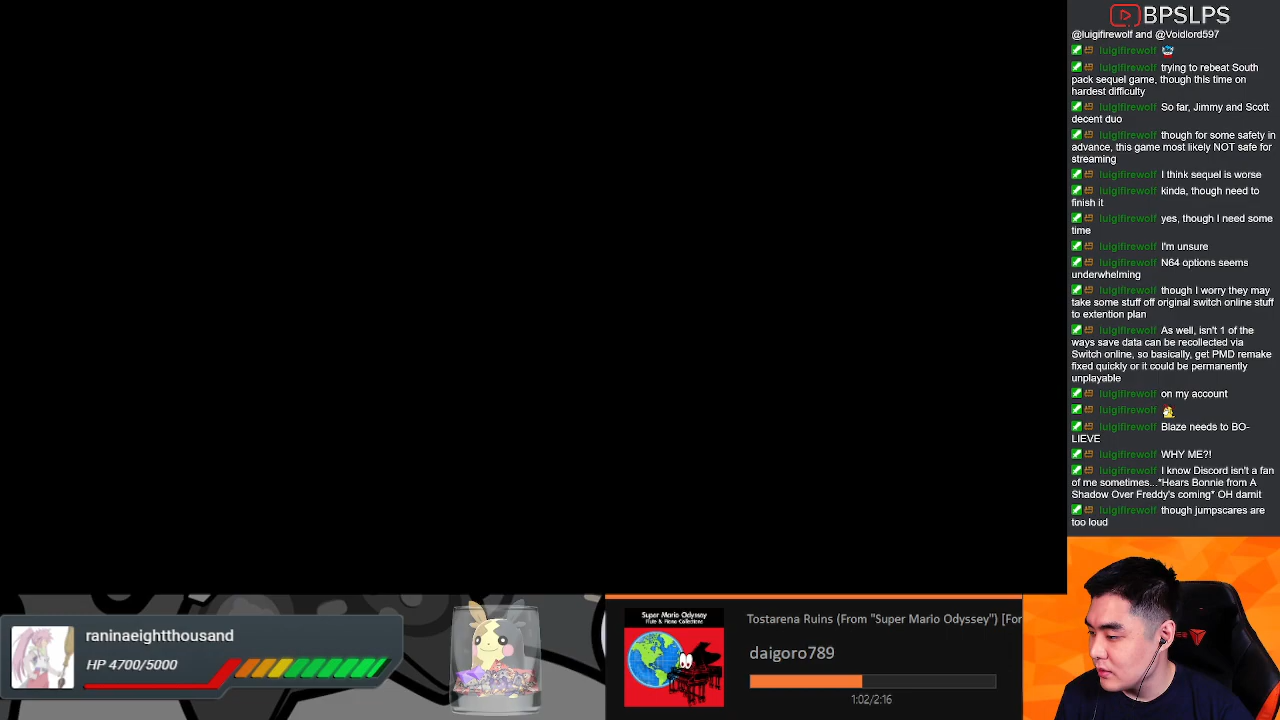 BPSLPS
@luigifirewolf and @Voidlord597
luigifirewolf
luigifirewolf trying to rebeat South
pack sequel game, though this time on
hardest difficulty
luigifirewolf So far, Jimmy and Scott
decent duo
luigifirewolf though for some safety in
advance, this game most likely NOT safe for
streaming
luigifirewolf I think sequel is worse
luigifirewolf kinda, though need to
finish it
luigifirewolf yes, though I need some
time
luigifirewolf I'm unsure
luigifirewolf N64 options seems
underwhelming
luigifirewolf though I worry they may
take some stuff off original switch online stuff
to extention plan
luigifirewolf As well, isn't 1 of the
ways save data can be recollected via
Switch online, so basically, get PMD remake
fixed quickly or it could be permanently
unplayable
luigifirewolf on my account
luigifirewolf
luigifirewolf Blaze needs to BO-
LIEVE
luigifirewolf WHY ME?!
luigifirewolf I know Discord isn't a fan
of me sometimes...*Hears Bonnie from A
Shadow Over Freddy's coming* OH darnit
luigifirewolf though jumpscares are
too loud
raninaeightthousand
HP 4700/5000
Super Mario Odyssey
Flute & Piano Collections
Tostarena Ruins (From "Super Mario Odyssey") [For
daigoro789
1:02/2:16